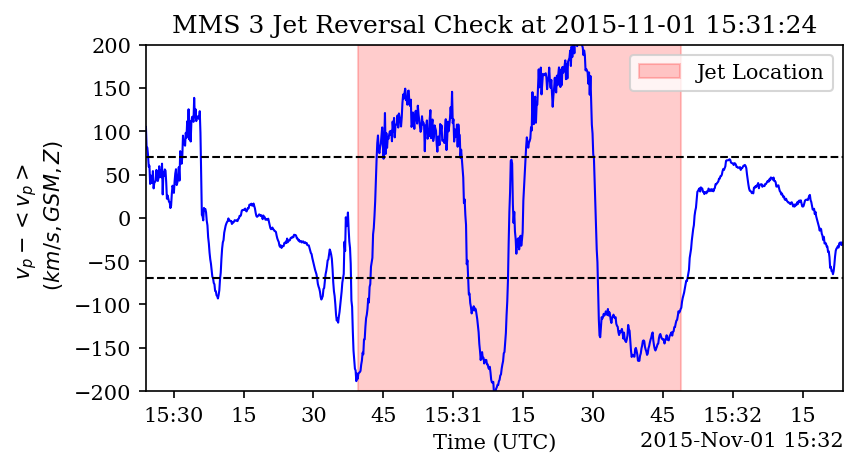 MMS 3 Jet Reversal Check at 2015-11-01 15:31:24
Jet Location
200
150
100
50
0
−50
−100
−150
−200
v_p − < v_p >
(km/s, GSM, Z)
15:30 15 30 45 15:31 15 30 45 15:32 15
Time (UTC)
2015-Nov-01 15:32